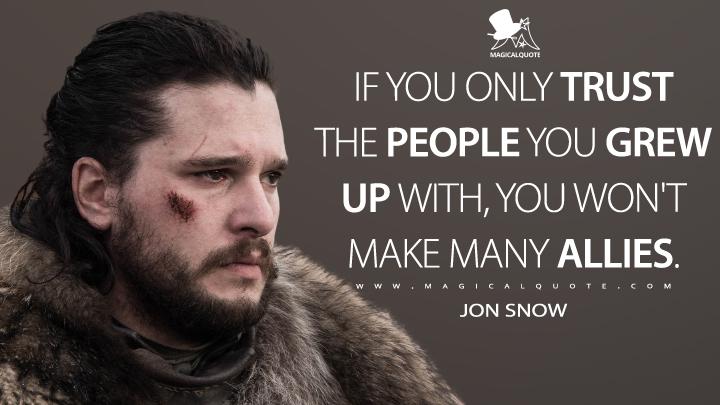 MAGICALQUOTE
IF YOU ONLY TRUST
THE PEOPLE YOU GREW
UP WITH, YOU WON'T
MAKE MANY ALLIES.
WWW.MAGICALQUOTE.COM
JON SNOW